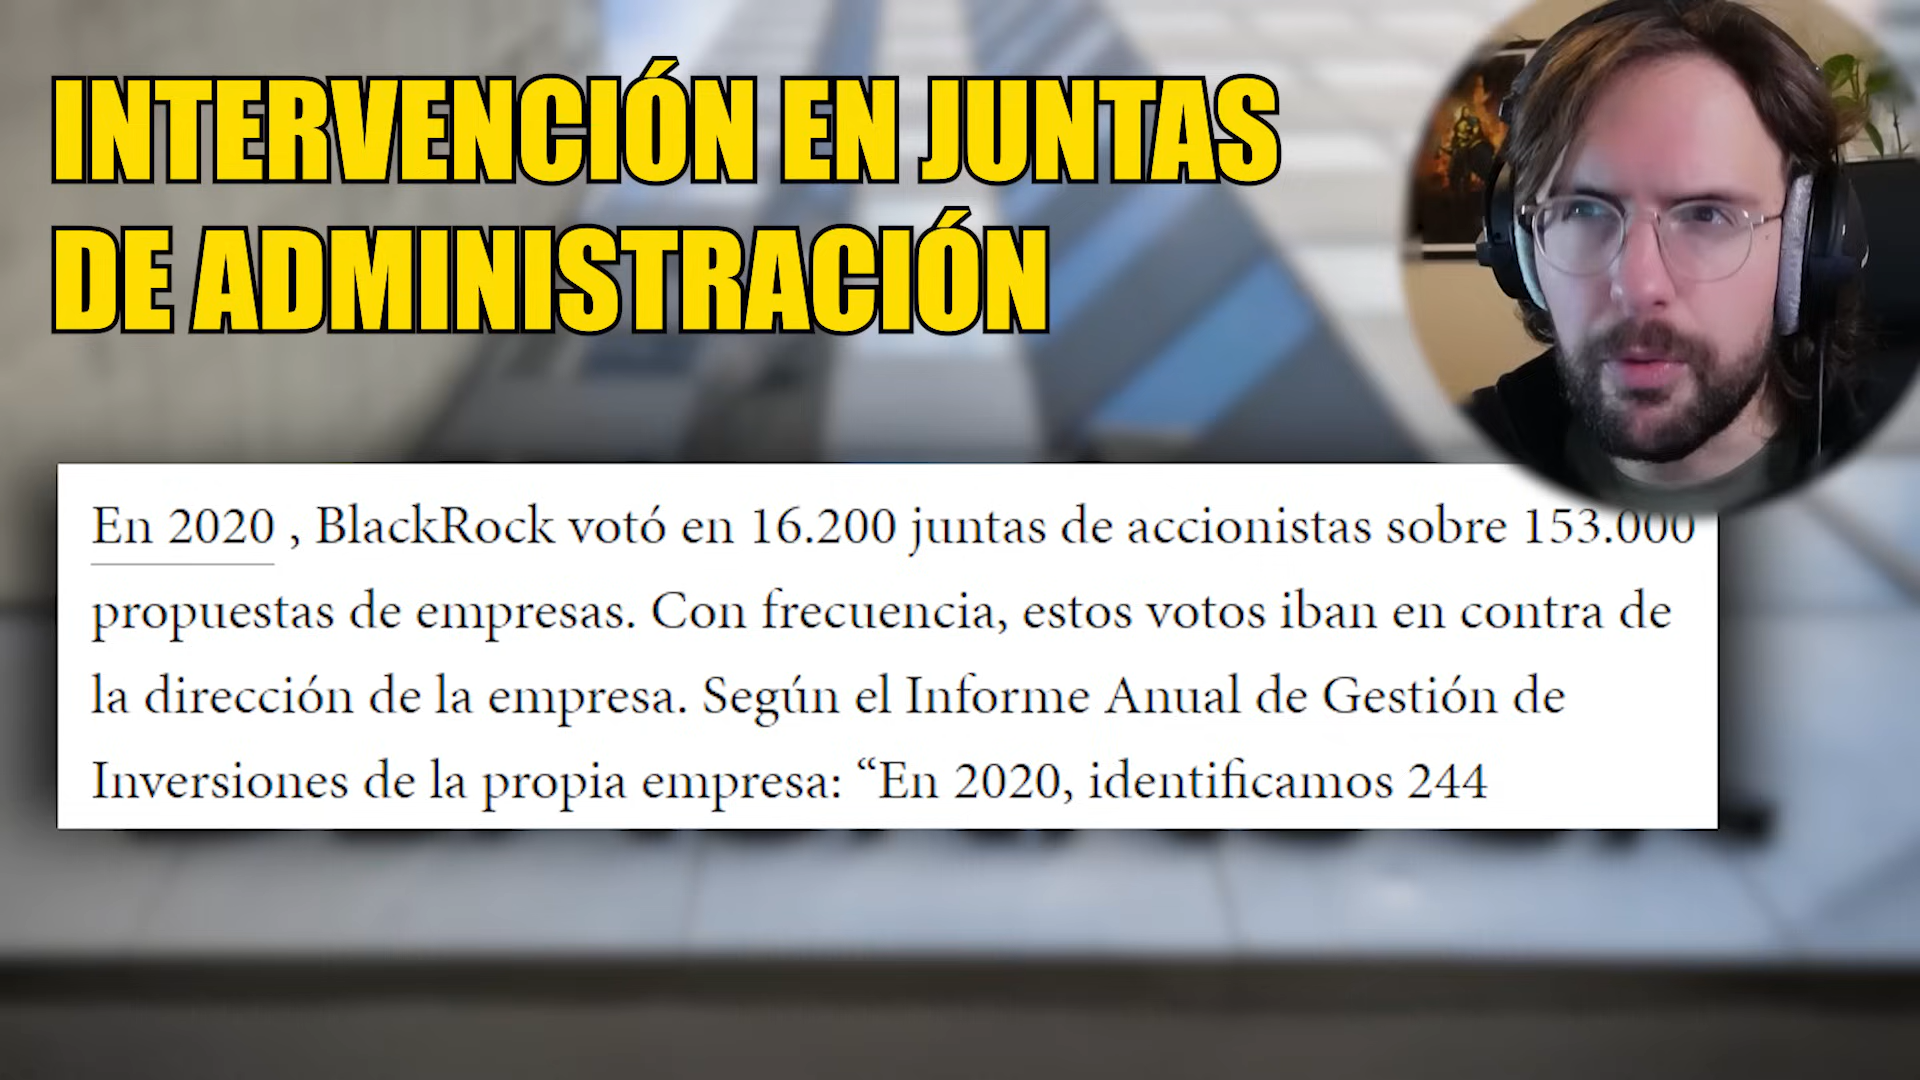 INTERVENCIÓN EN JUNTAS
DE ADMINISTRACIÓN
En 2020 , BlackRock votó en 16.200 juntas de accionistas sobre 153.000
propuestas de empresas. Con frecuencia, estos votos iban en contra de
la dirección de la empresa. Según el Informe Anual de Gestión de
Inversiones de la propia empresa: “En 2020, identificamos 244